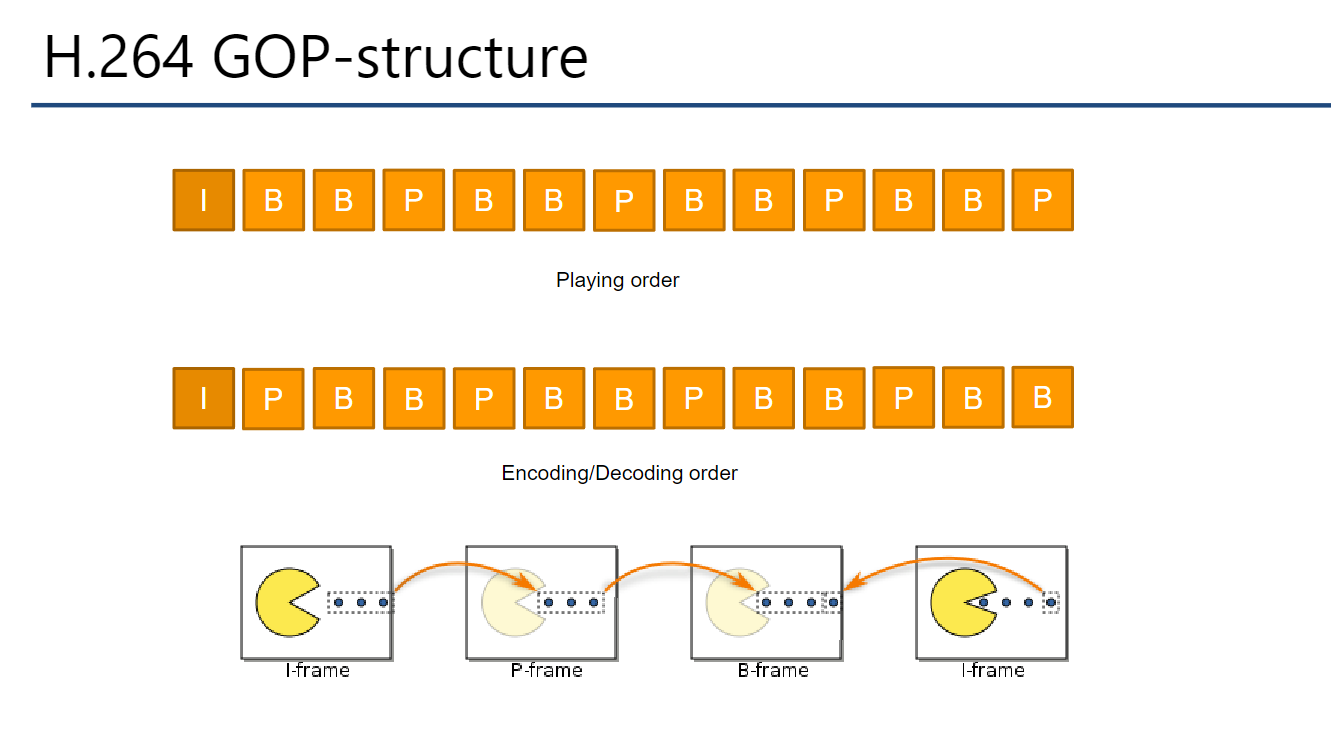 H.264 GOP-structure
I B B P B B P B B P B B P
Playing order
I P B B P B B P B B P B B
Encoding/Decoding order
I-frame P-frame B-frame I-frame